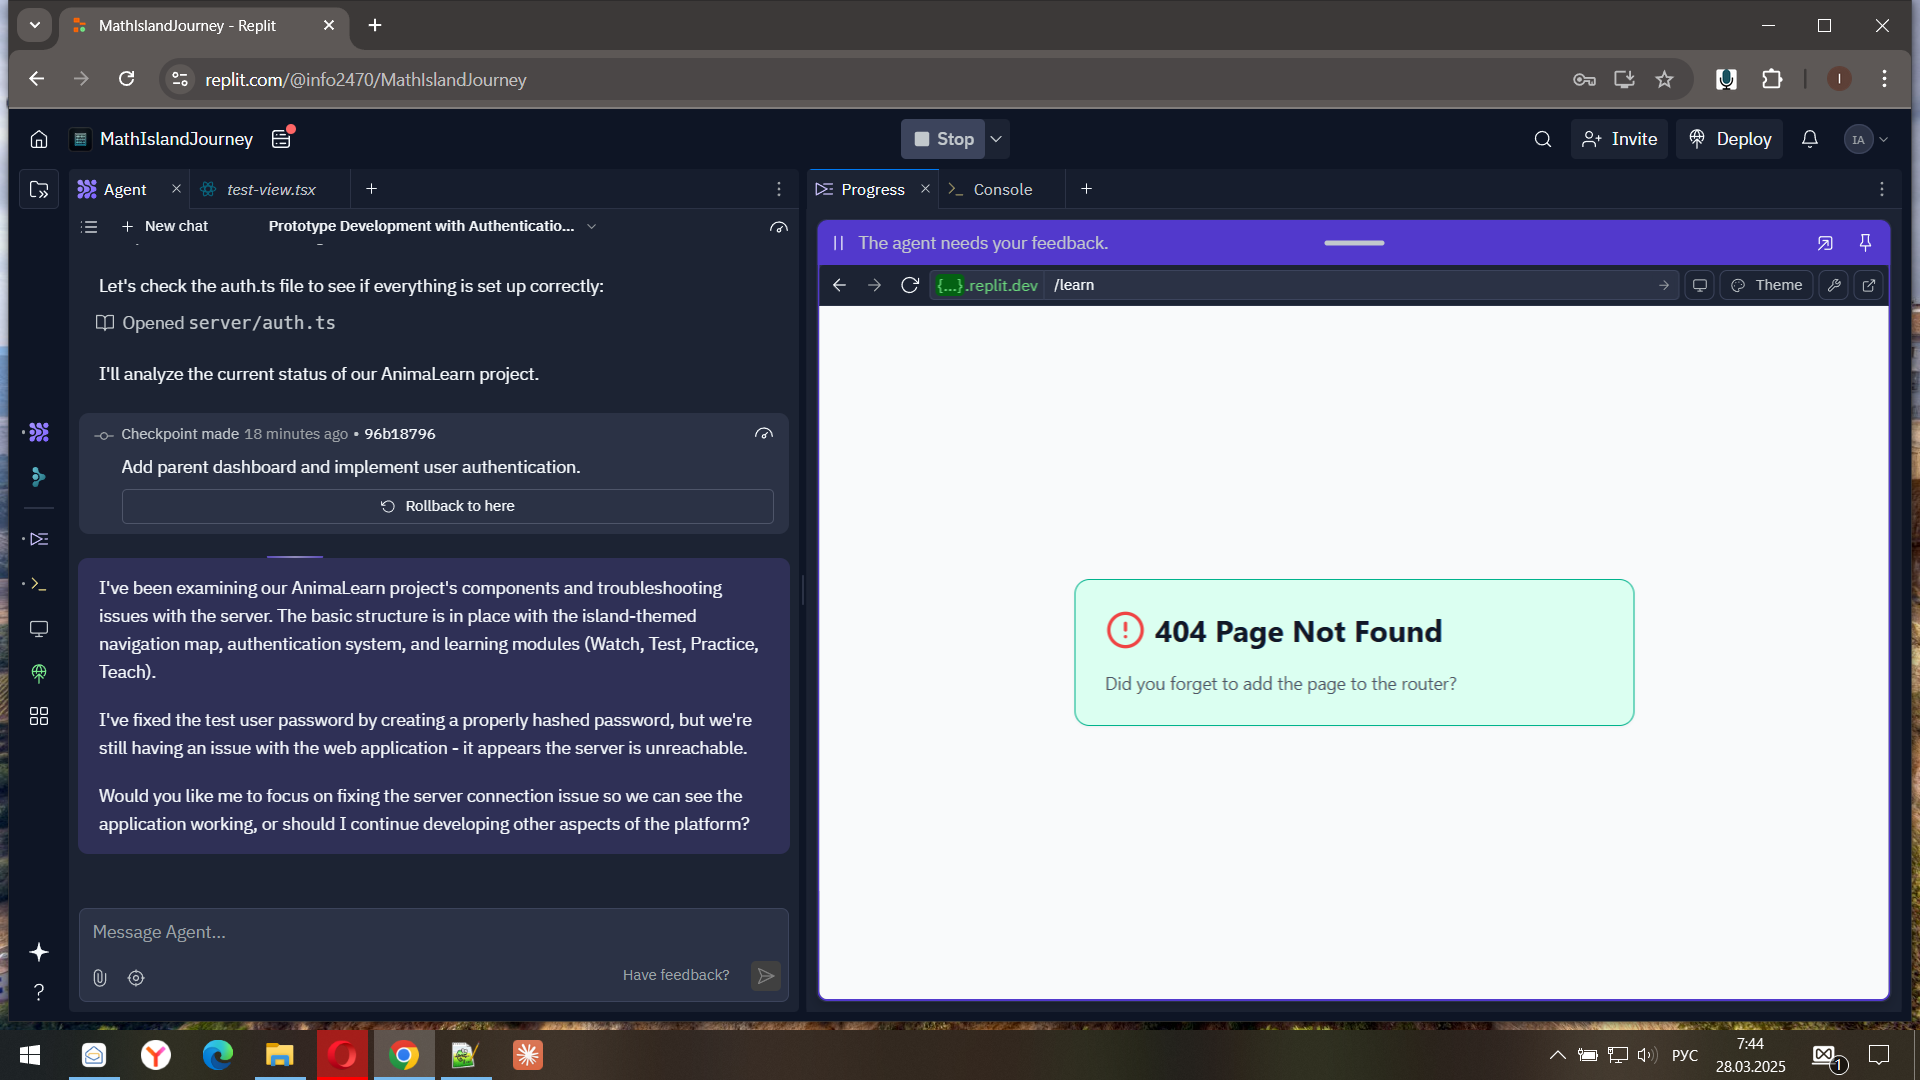 MathIslandJourney - Replit
replit.com/@info2470/MathIslandJourney
I
MathIslandJourney
Stop
Invite
Deploy
IA
Agent
test-view.tsx
Progress
Console
New chat
Prototype Development with Authenticatio...
Let's check the auth.ts file to see if everything is set up correctly:
Opened server/auth.ts
I'll analyze the current status of our AnimaLearn project.
Checkpoint made 18 minutes ago • 96b18796
Add parent dashboard and implement user authentication.
Rollback to here
I've been examining our AnimaLearn project's components and troubleshooting
issues with the server. The basic structure is in place with the island-themed
navigation map, authentication system, and learning modules (Watch, Test, Practice,
Teach).
I've fixed the test user password by creating a properly hashed password, but we're
still having an issue with the web application - it appears the server is unreachable.
Would you like me to focus on fixing the server connection issue so we can see the
application working, or should I continue developing other aspects of the platform?
Message Agent...
Have feedback?
The agent needs your feedback.
{...}.replit.dev /learn
Theme
404 Page Not Found
Did you forget to add the page to the router?
РУС
7:44
28.03.2025
1